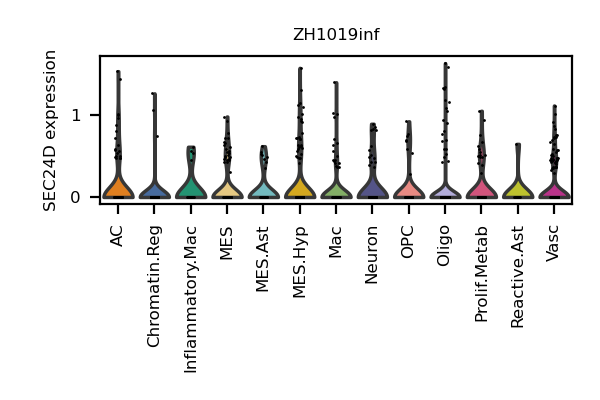 ZH1019inf
SEC24D expression
1
0
AC
Chromatin.Reg
Inflammatory.Mac
MES
MES.Ast
MES.Hyp
Mac
Neuron
OPC
Oligo
Prolif.Metab
Reactive.Ast
Vasc